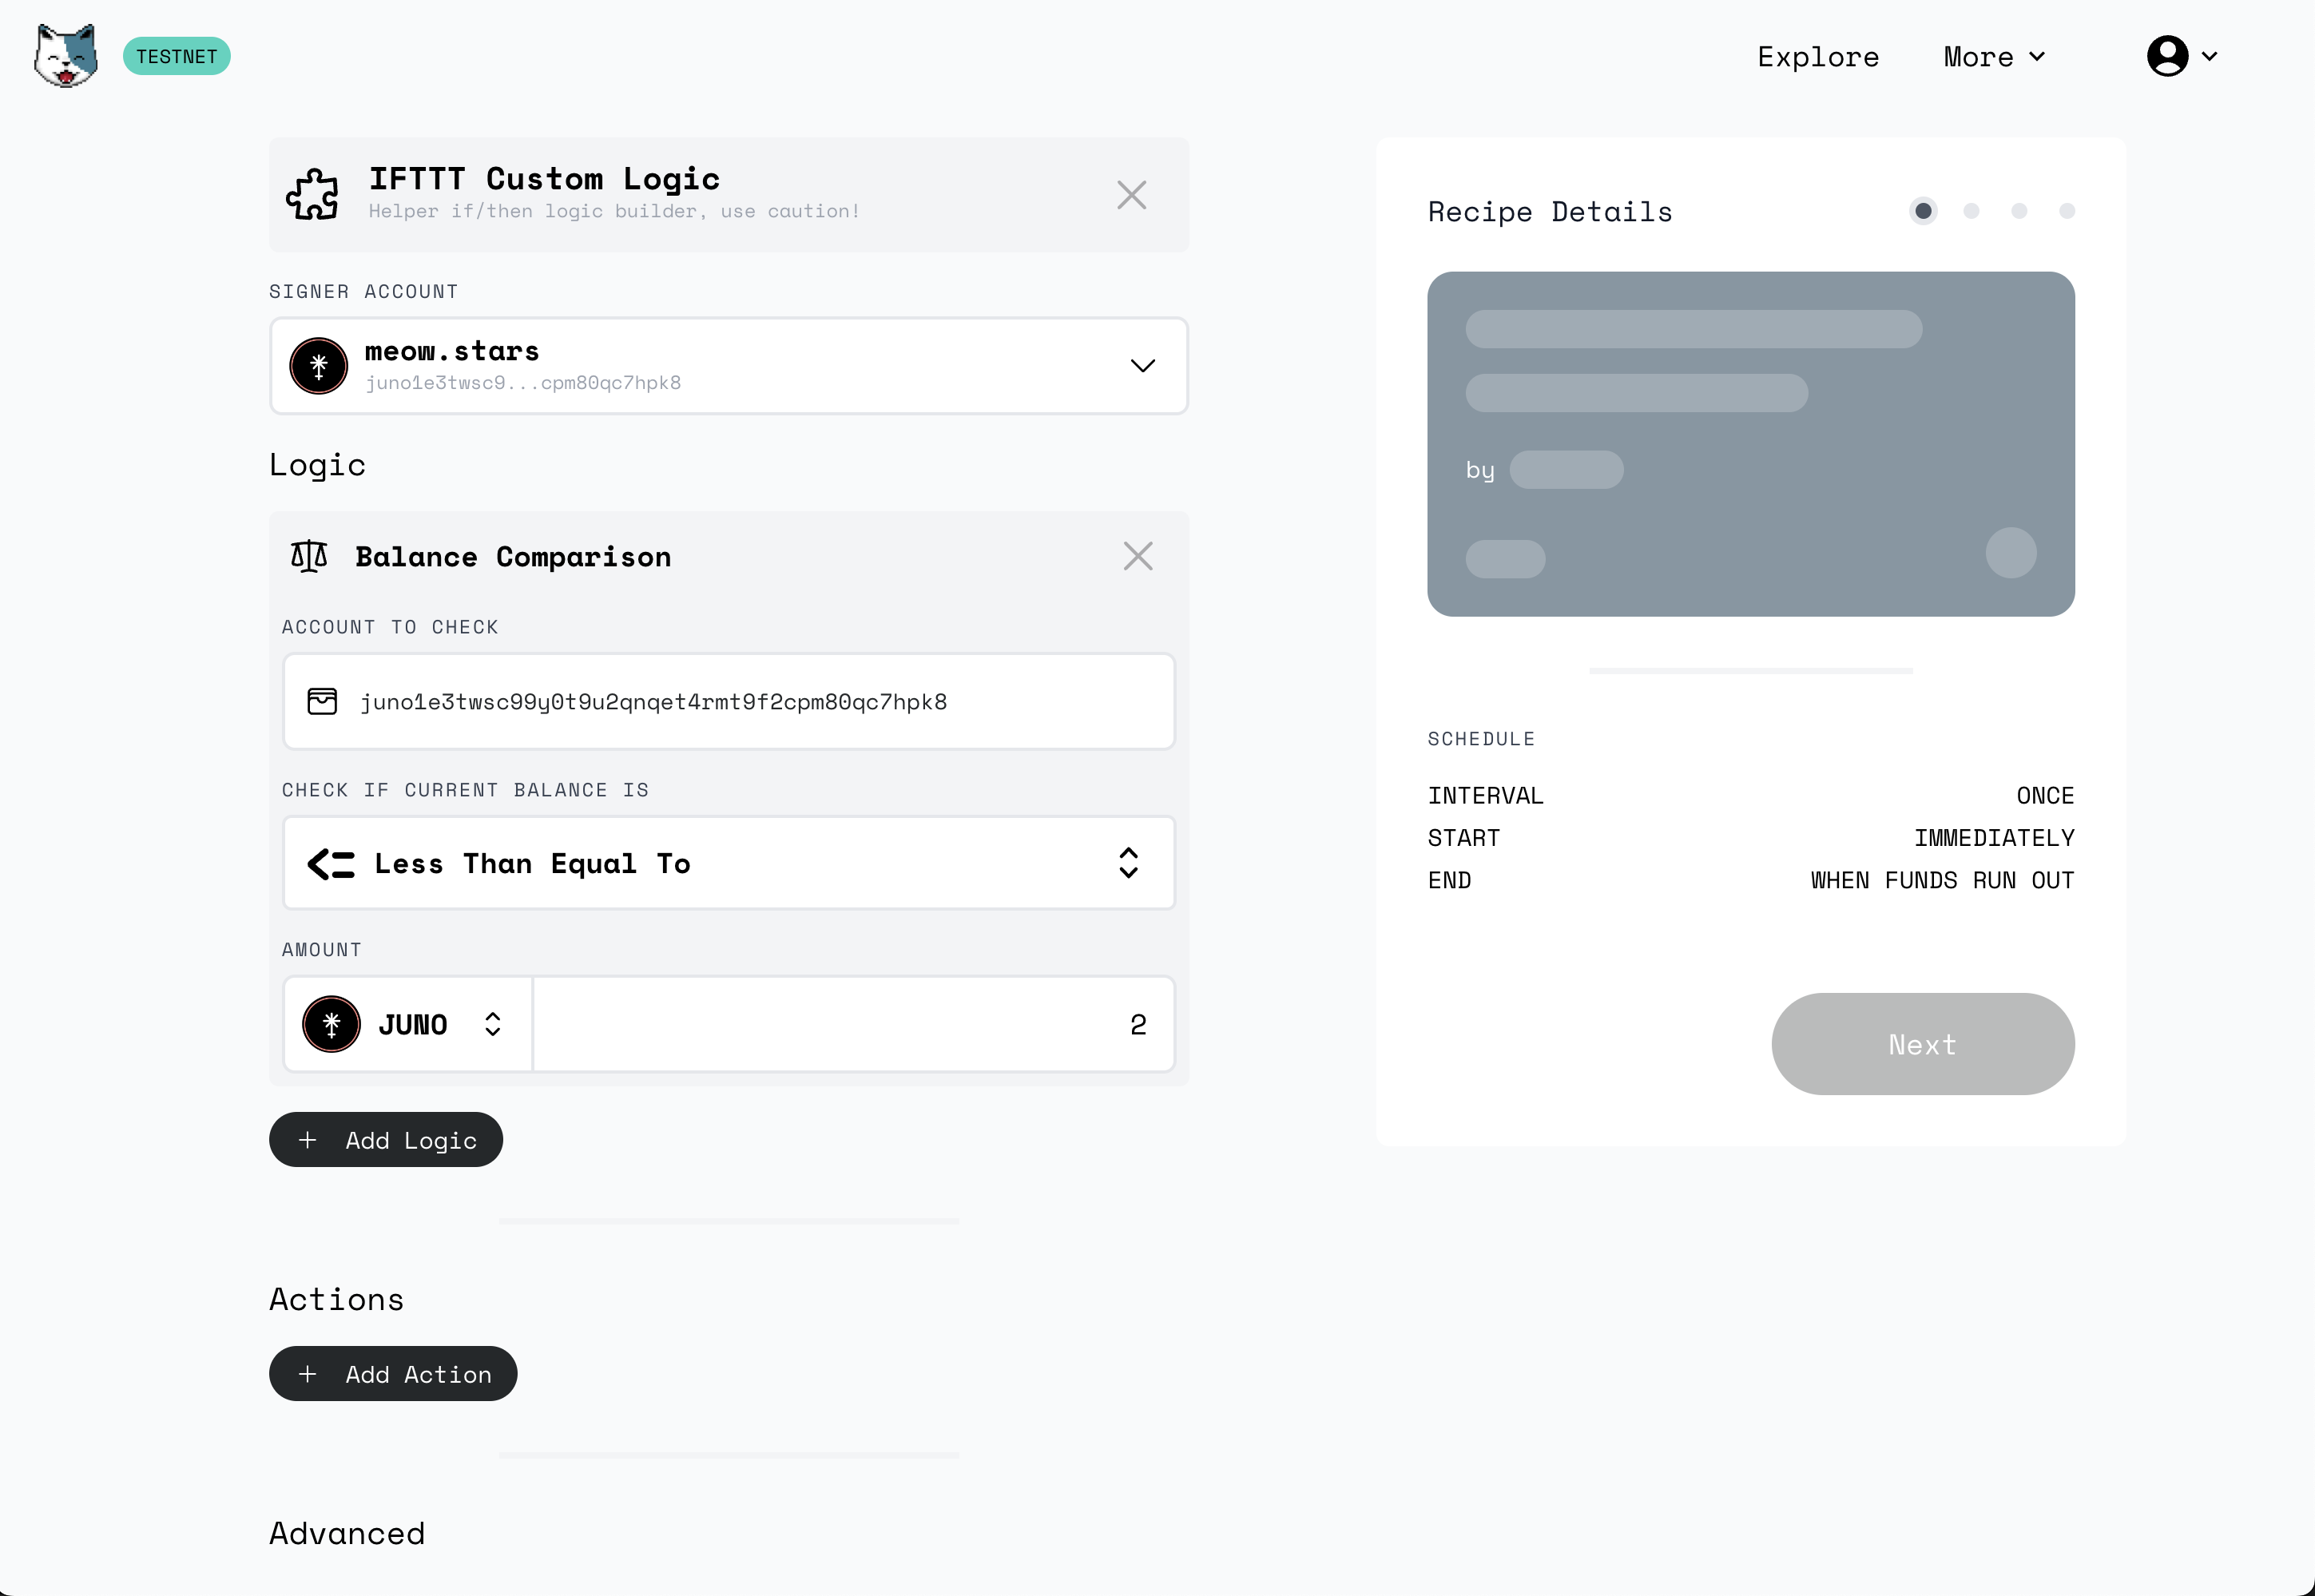 TESTNET
Explore
More
IFTTT Custom Logic
Helper if/then logic builder, use caution!
SIGNER ACCOUNT
meow.stars
juno1e3twsc9...cpm80qc7hpk8
Logic
Balance Comparison
ACCOUNT TO CHECK
juno1e3twsc99y0t9u2qnqet4rmt9f2cpm80qc7hpk8
CHECK IF CURRENT BALANCE IS
Less Than Equal To
AMOUNT
JUNO
2
+ Add Logic
Actions
+ Add Action
Advanced
Recipe Details
by
SCHEDULE
INTERVAL ONCE
START IMMEDIATELY
END WHEN FUNDS RUN OUT
Next